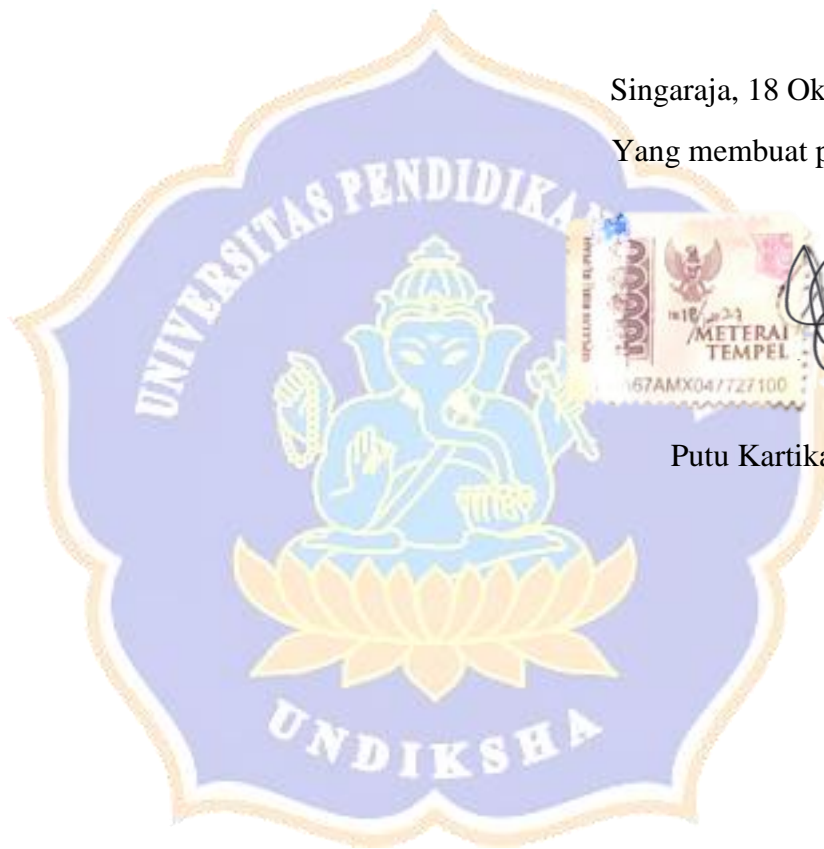 Singaraja, 18 Ok
Yang membuat p
UNIVERSITAS PENDIDIKAN
METERAI
TEMPEL
67AMX047727100
Putu Kartika
UNDIKSHA